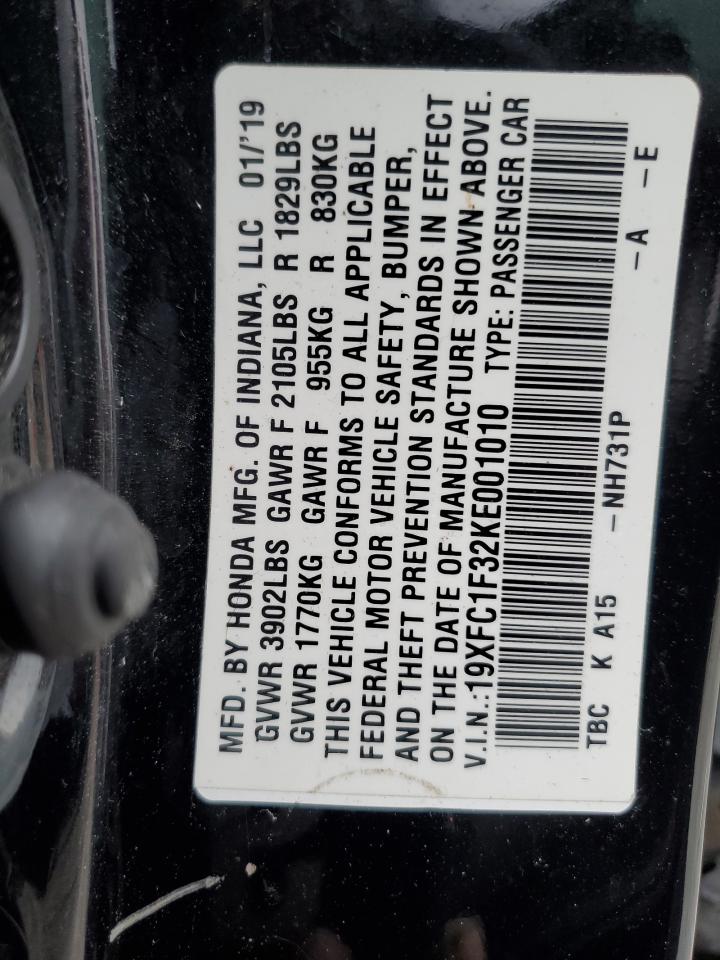 MFD. BY HONDA MFG. OF INDIANA, LLC 01/'19
GVWR 3902LBS GAWR F 2105LBS R 1829LBS
GVWR 1770KG GAWR F 955KG R 830KG
THIS VEHICLE CONFORMS TO ALL APPLICABLE
FEDERAL MOTOR VEHICLE SAFETY, BUMPER,
AND THEFT PREVENTION STANDARDS IN EFFECT
ON THE DATE OF MANUFACTURE SHOWN ABOVE.
V.I.N.:19XFC1F32KE001010 TYPE: PASSENGER CAR
TBC K A15 -NH731P -A -E